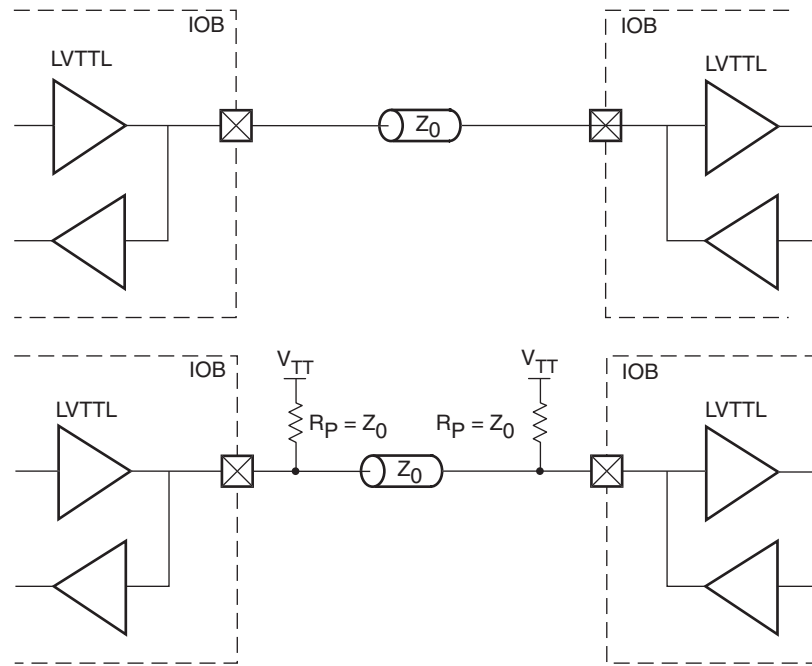 IOB
IOB
LVTTL
LVTTL
Z0
IOB
VTT
VTT
IOB
LVTTL
RP = Z0
RP = Z0
LVTTL
Z0